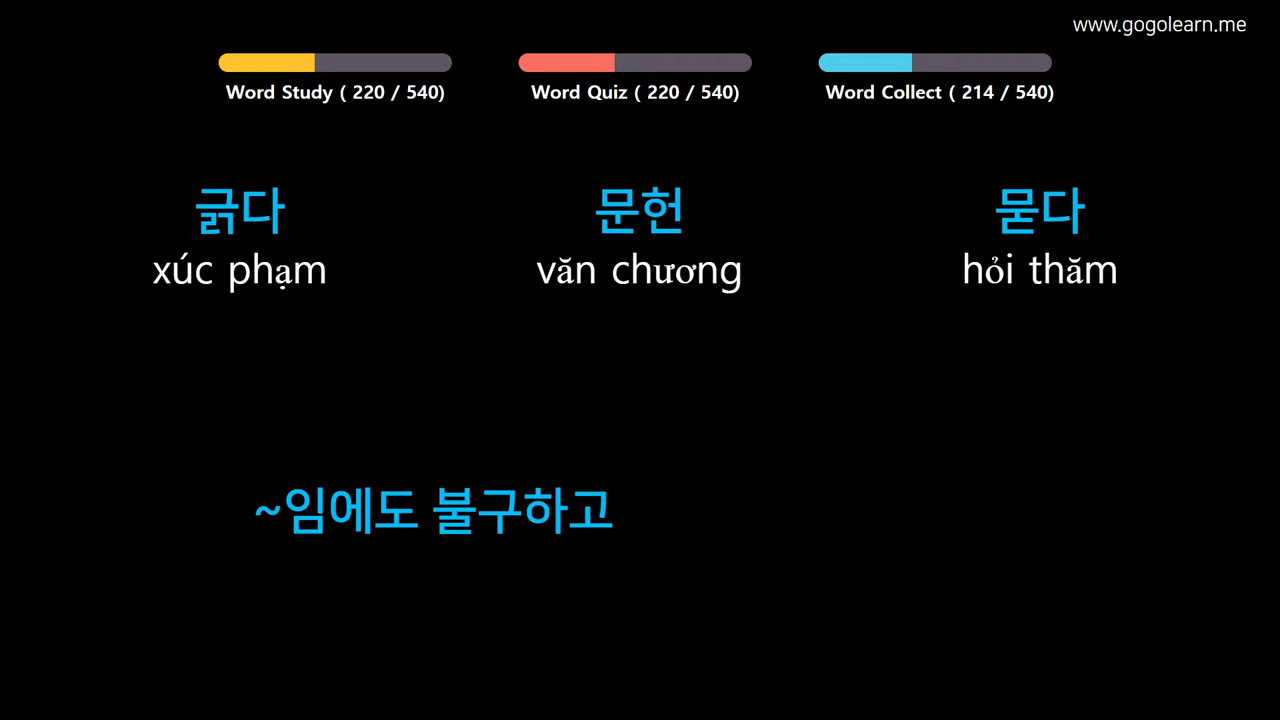 www.gogolearn.me
Word Study ( 220 / 540)
Word Quiz ( 220 / 540)
Word Collect ( 214 / 540)
긁다
문헌
묻다
xúc phạm
văn chương
hỏi thăm
~임에도 불구하고